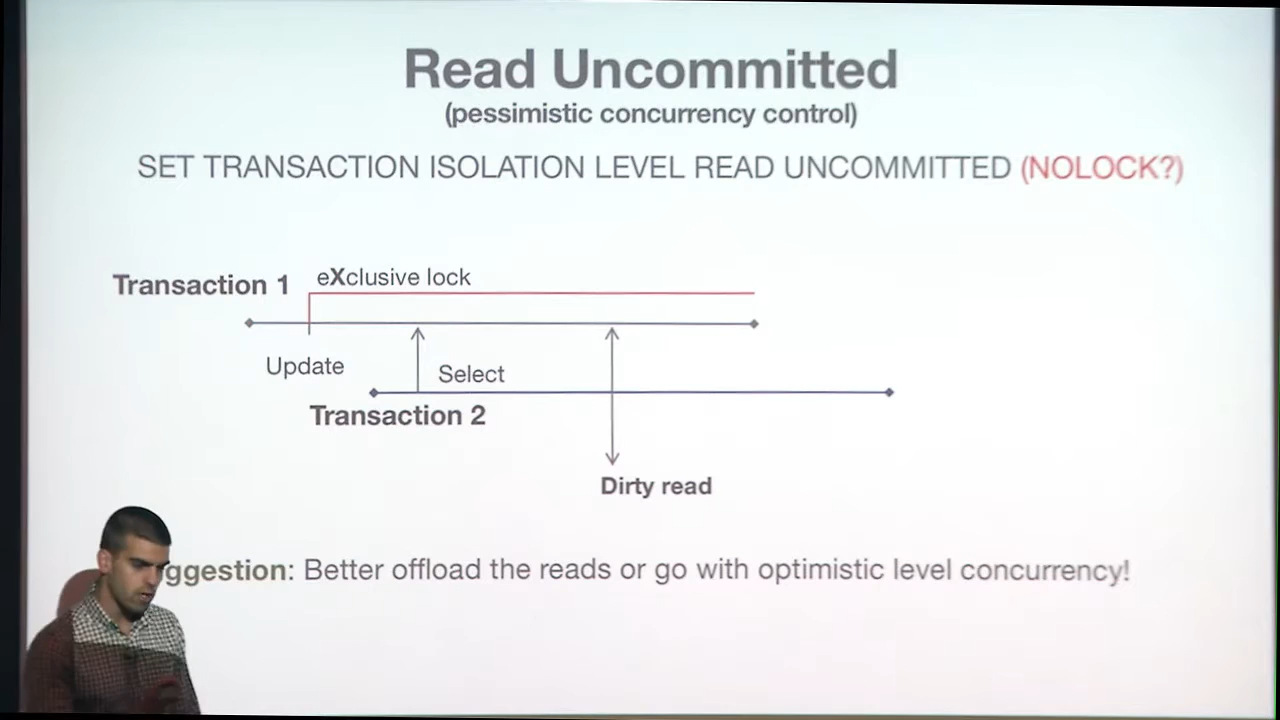 Read Uncommitted
(pessimistic concurrency control)
SET TRANSACTION ISOLATION LEVEL READ UNCOMMITTED (NOLOCK?)
eXclusive lock
Transaction 1
Update
Select
Transaction 2
Dirty read
ggestion: Better offload the reads or go with optimistic level concurrency!